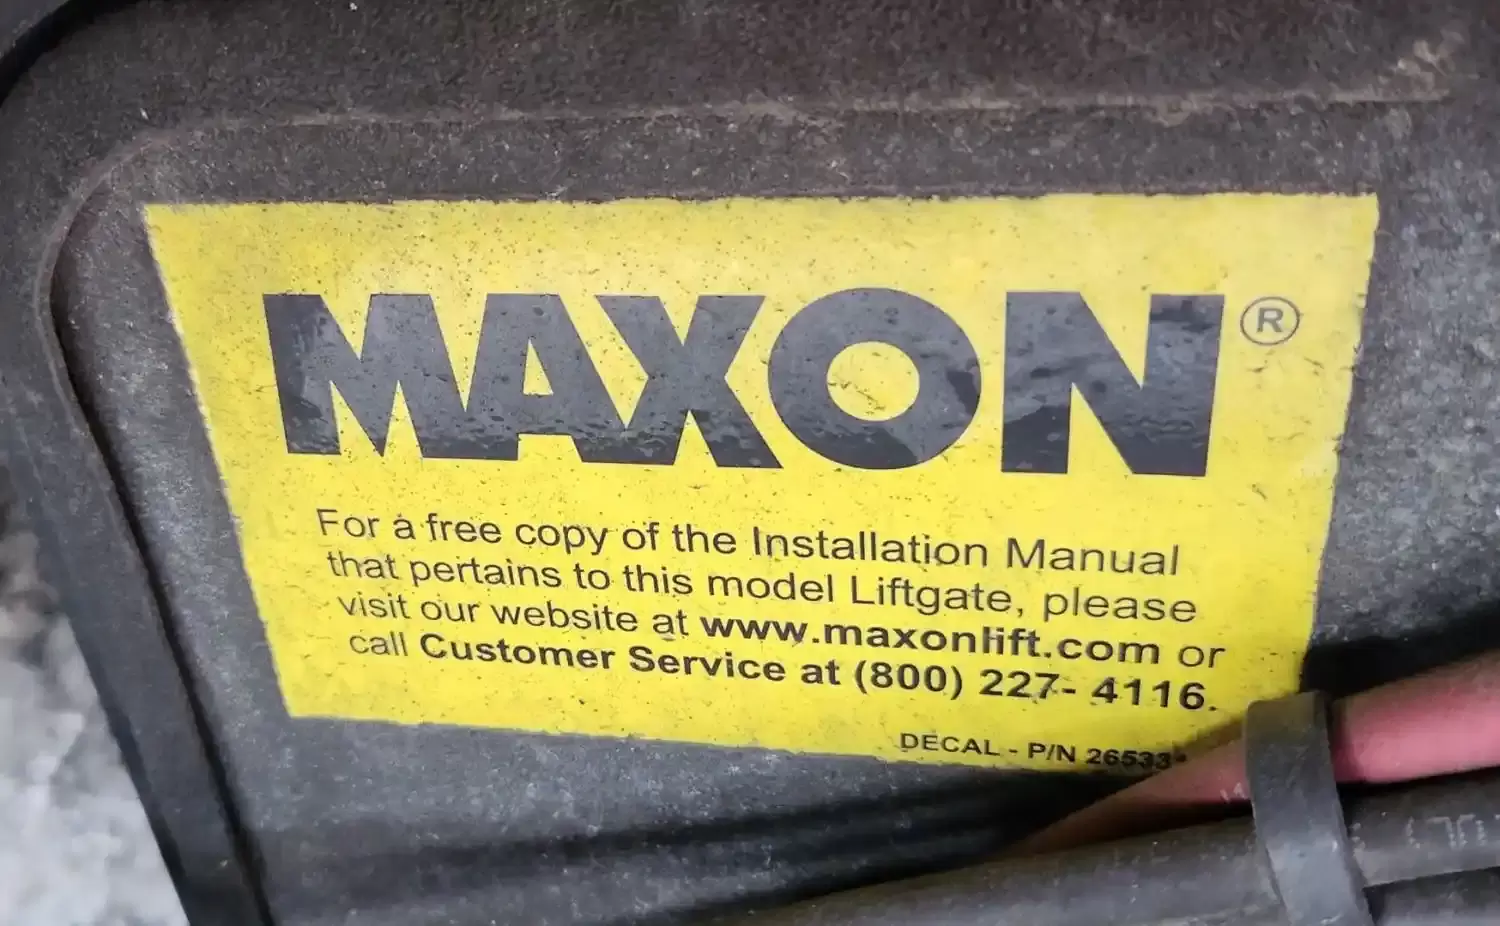 MAXON®
For a free copy of the Installation Manual
that pertains to this model Liftgate, please
visit our website at www.maxonlift.com or
call Customer Service at (800) 227- 4116.
DECAL - P/N 26533